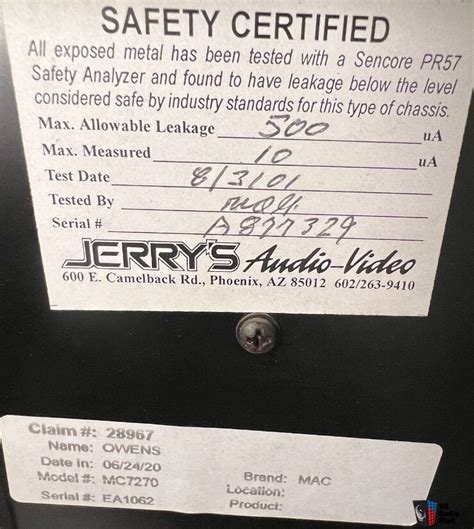 SAFETY CERTIFIED
All exposed metal has been tested with a Sencore PR57
Safety Analyzer and found to have leakage below the level
considered safe by industry standards for this type of chassis.
Max. Allowable Leakage 500 uA
Max. Measured 10 uA
Test Date 8/3/01
Tested By
Serial # A877329
JERRY'S Audio-Video
600 E. Camelback Rd., Phoenix, AZ 85012 602/263-9410
Claim #: 28967
Name: OWENS
Date in: 06/24/20
Model #: MC7270 Brand: MAC
Serial #: EA1062 Location:
Product: